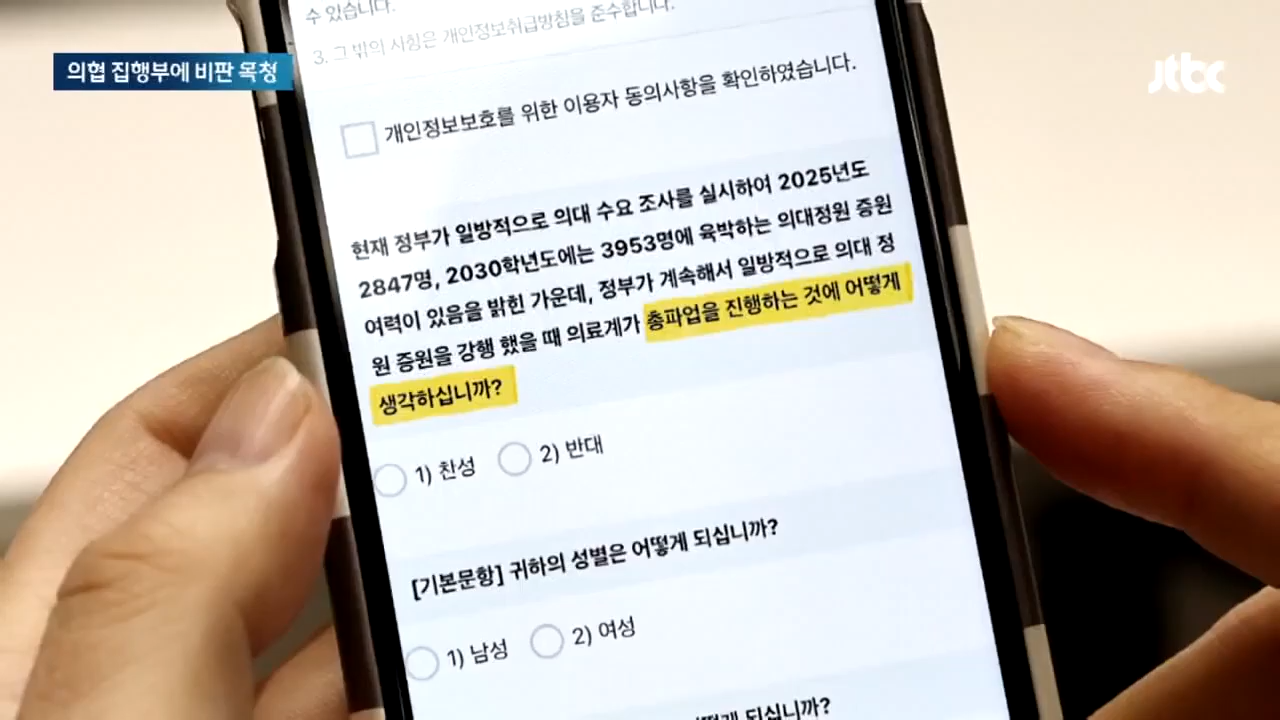 의협 집행부에 비판 목청
jtbc
수 있습니다.
3. 그 밖의 사항은 개인정보취급방침을 준수합니다.
개인정보보호를 위한 이용자 동의사항을 확인하였습니다.
현재 정부가 일방적으로 의대 수요 조사를 실시하여 2025년도
2847명, 2030학년도에는 3953명에 육박하는 의대정원 증원
여력이 있음을 밝힌 가운데, 정부가 계속해서 일방적으로 의대 정
원 증원을 강행 했을 때 의료계가 총파업을 진행하는 것에 어떻게
생각하십니까?
1) 찬성 2) 반대
[기본문항] 귀하의 성별은 어떻게 되십니까?
1) 남성 2) 여성
되십니까?